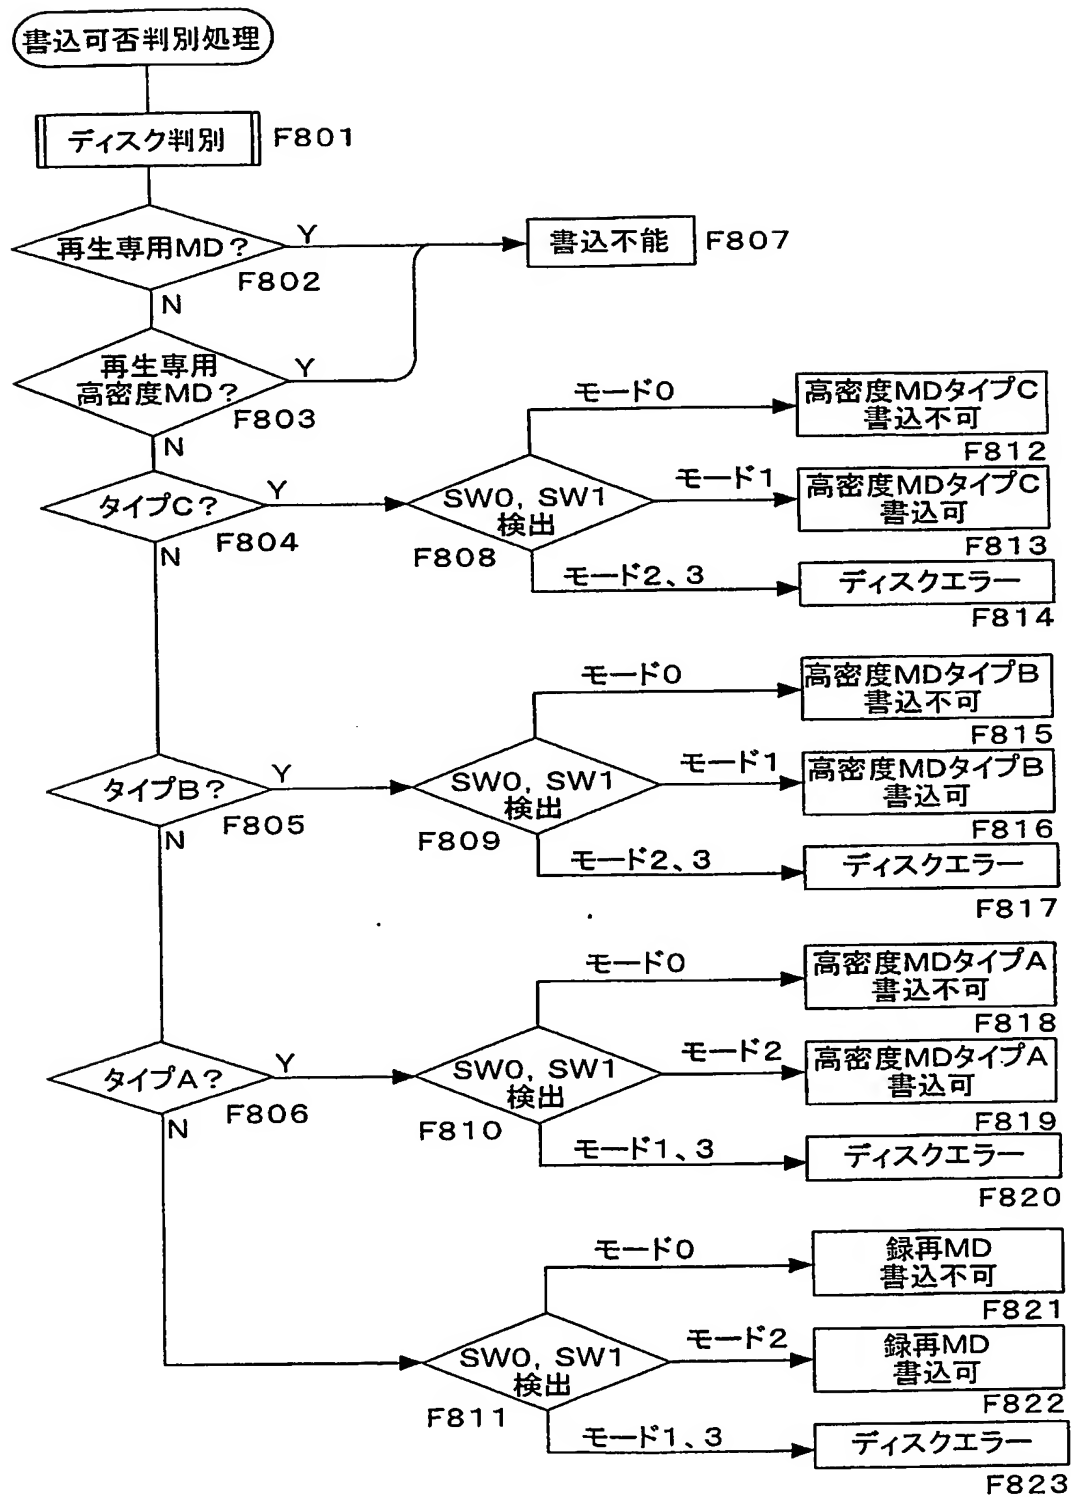 書込可否判別処理
ディスク判別
F801
再生専用MD?
Y
F802
N
書込不能
F807
再生専用
高密度MD?
Y
F803
N
タイプC?
Y
F804
N
SW0, SW1
検出
F808
モード0
高密度MDタイプC
書込不可
F812
モード1
高密度MDタイプC
書込可
F813
モード2、3
ディスクエラー
F814
タイプB?
Y
F805
N
SW0, SW1
検出
F809
モード0
高密度MDタイプB
書込不可
F815
モード1
高密度MDタイプB
書込可
F816
モード2、3
ディスクエラー
F817
タイプA?
Y
F806
N
SW0, SW1
検出
F810
モード0
高密度MDタイプA
書込不可
F818
モード2
高密度MDタイプA
書込可
F819
モード1、3
ディスクエラー
F820
SW0, SW1
検出
F811
モード0
録再MD
書込不可
F821
モード2
録再MD
書込可
F822
モード1、3
ディスクエラー
F823